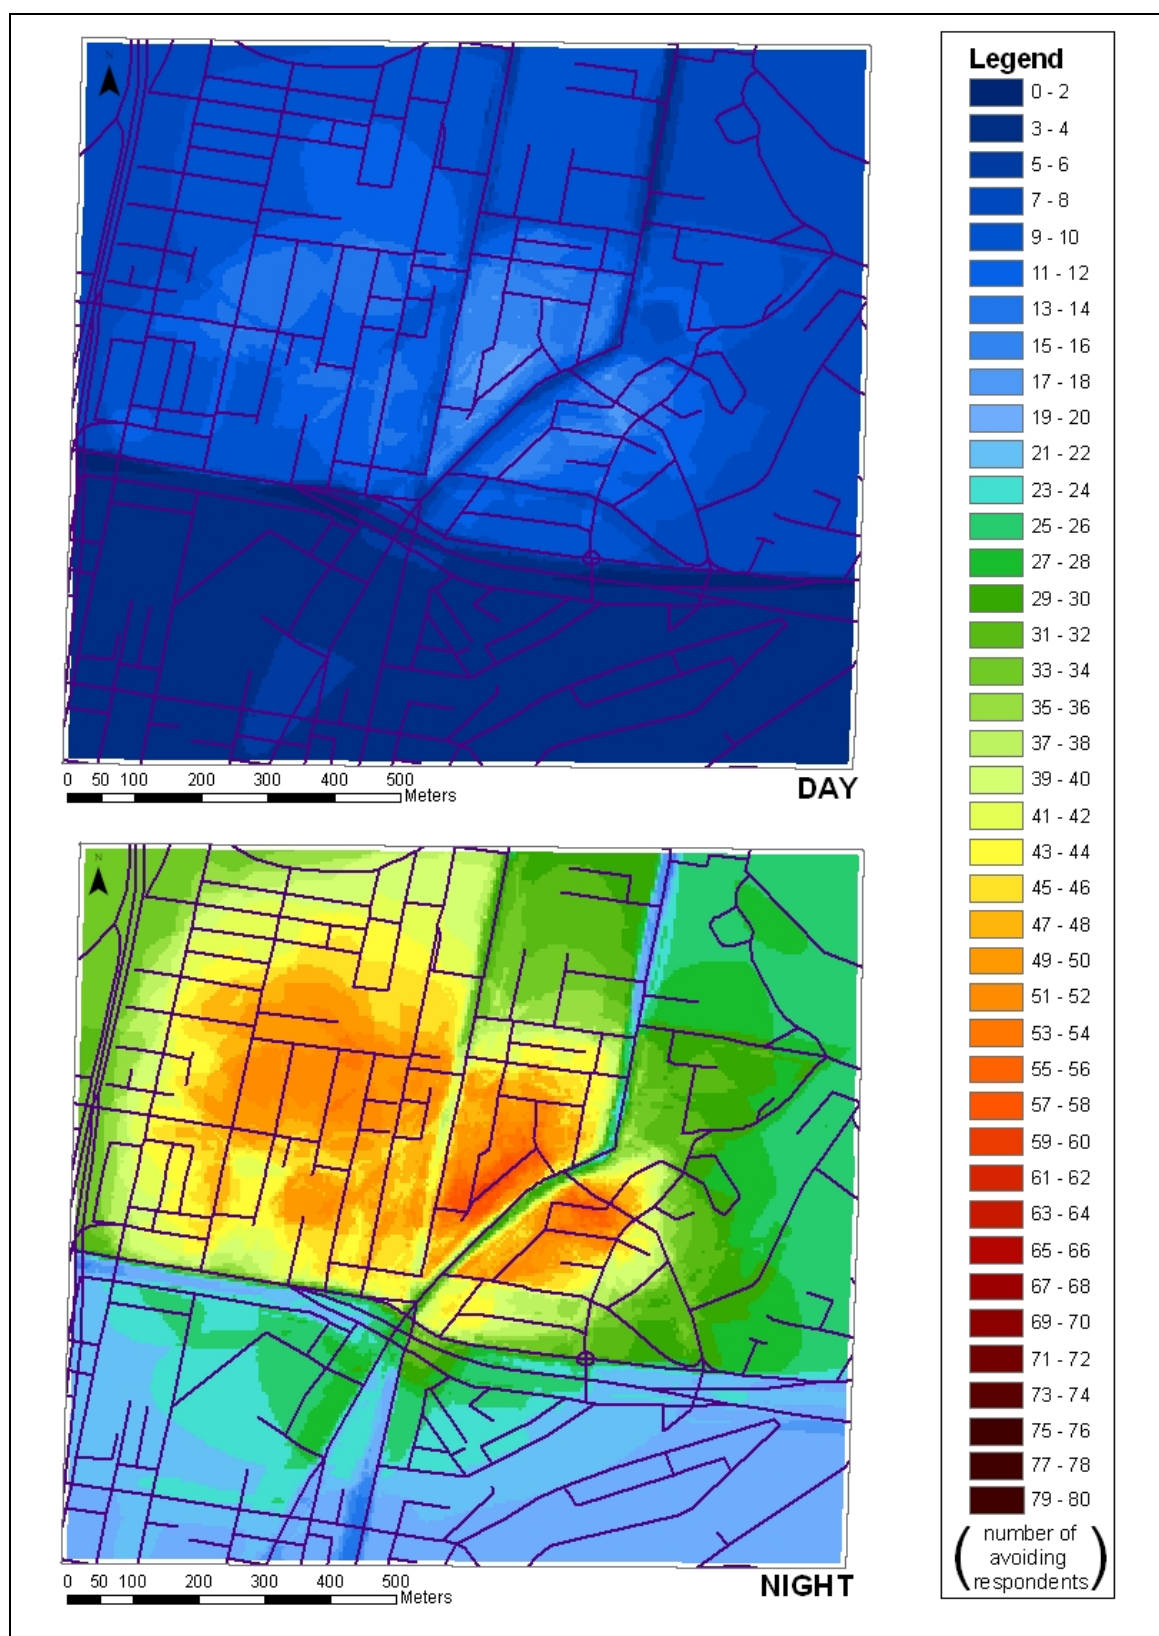 N
0 50 100 200 300 400 500
Meters
DAY
N
0 50 100 200 300 400 500
Meters
NIGHT
Legend
0 - 2
3 - 4
5 - 6
7 - 8
9 - 10
11 - 12
13 - 14
15 - 16
17 - 18
19 - 20
21 - 22
23 - 24
25 - 26
27 - 28
29 - 30
31 - 32
33 - 34
35 - 36
37 - 38
39 - 40
41 - 42
43 - 44
45 - 46
47 - 48
49 - 50
51 - 52
53 - 54
55 - 56
57 - 58
59 - 60
61 - 62
63 - 64
65 - 66
67 - 68
69 - 70
71 - 72
73 - 74
75 - 76
77 - 78
79 - 80
(number of
avoiding
respondents)